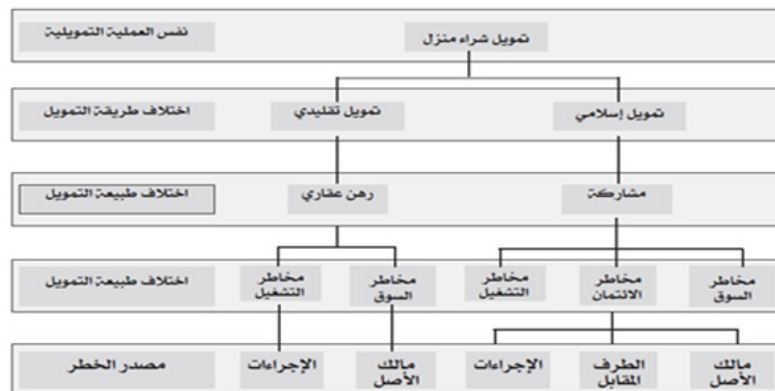 نفس العملية التمويلية
تمويل شراء منزل
اختلاف طريقة التمويل
تمويل تقليدي
تمويل إسلامي
اختلاف طبيعة التمويل
رهن عقاري
مشاركة
اختلاف طبيعة التمويل
مخاطر
التشغيل
مخاطر
السوق
مخاطر
التشغيل
مخاطر
الائتمان
مخاطر
السوق
مصدر الخطر
الإجراءات
مالك
الأصل
الإجراءات
الطرف
المقابل
مالك
الأصل